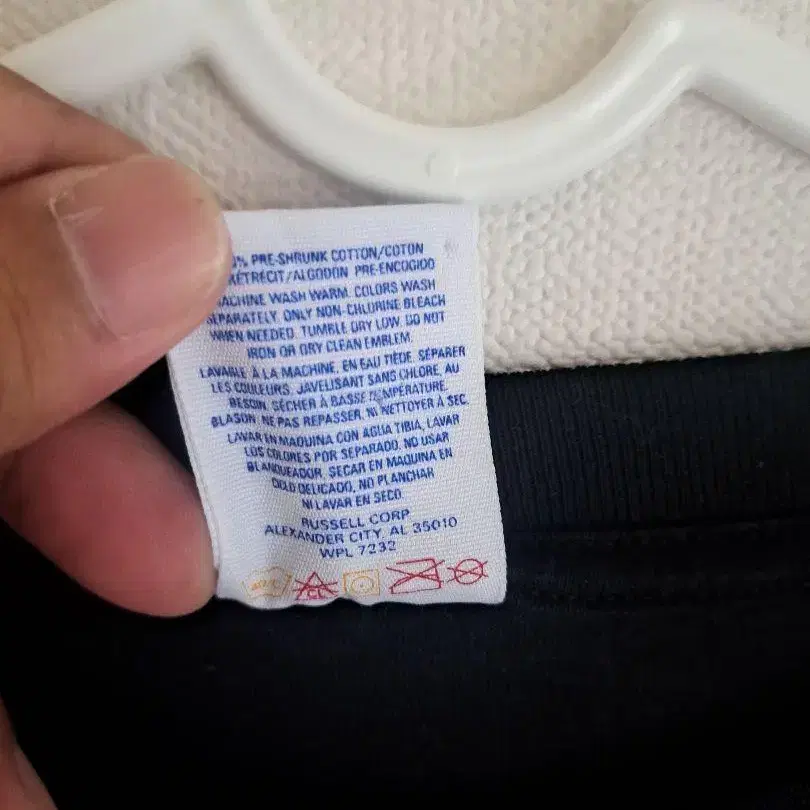 % PRE-SHRUNK COTTON/COTON
RÉTRÉCIT/ALGODON PRE-ENCOGIDO
MACHINE WASH WARM. COLORS WASH
SEPARATELY. ONLY NON-CHLORINE BLEACH
WHEN NEEDED. TUMBLE DRY LOW. DO NOT
IRON OR DRY CLEAN EMBLEM.
LAVABLE À LA MACHINE, EN EAU TIÈDE. SÉPARER
LES COULEURS. JAVELISANT SANS CHLORE, AU
BESOIN. SÉCHER À BASSE TEMPÉRATURE.
BLASON NE PAS REPASSER, NI NETTOYER À SEC.
LAVAR EN MAQUINA CON AGUA TIBIA, LAVAR
LOS COLORES POR SEPARADO. NO USAR
BLANQUEADOR, SECAR EN MAQUINA EN
CICLO DELICADO, NO PLANCHAR
NI LAVAR EN SECO.
RUSSELL CORP
ALEXANDER CITY, AL 35010
WPL 7232
CL